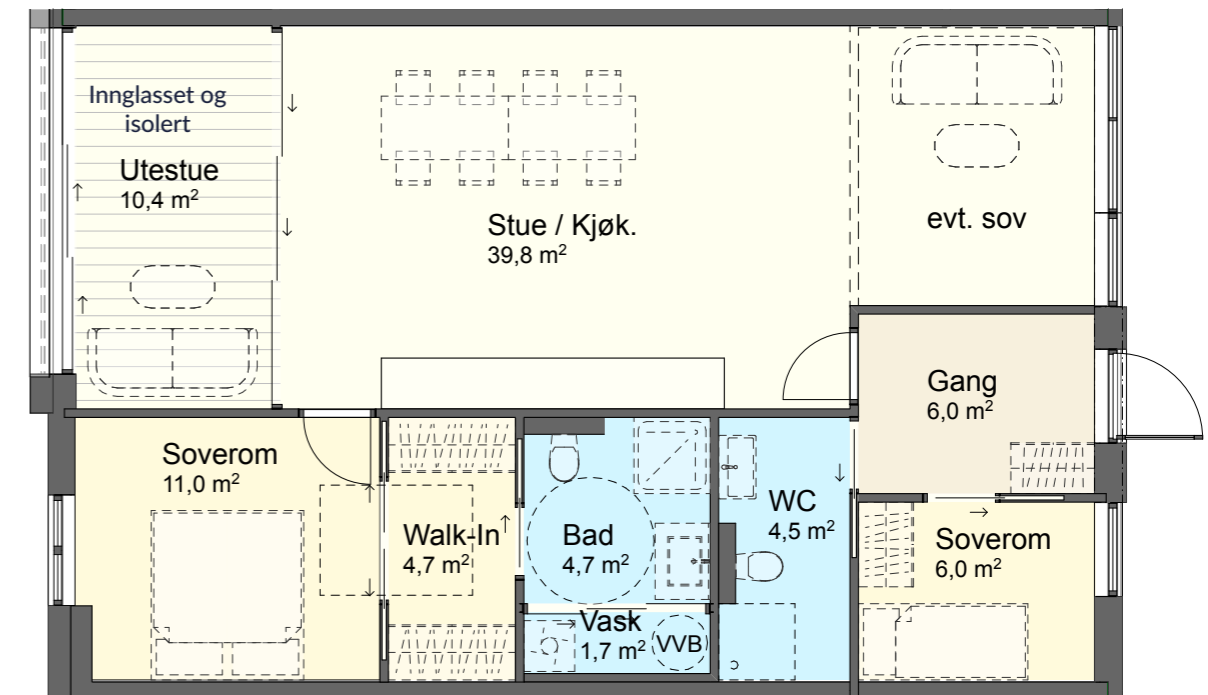 Innglasset og
isolert
Utestue
10,4 m²
Stue / Kjøk.
39,8 m²
evt. sov
Gang
6,0 m²
Soverom
11,0 m²
Walk-In
4,7 m²
Bad
4,7 m²
WC
4,5 m²
Soverom
6,0 m²
Vask
1,7 m²
VVB